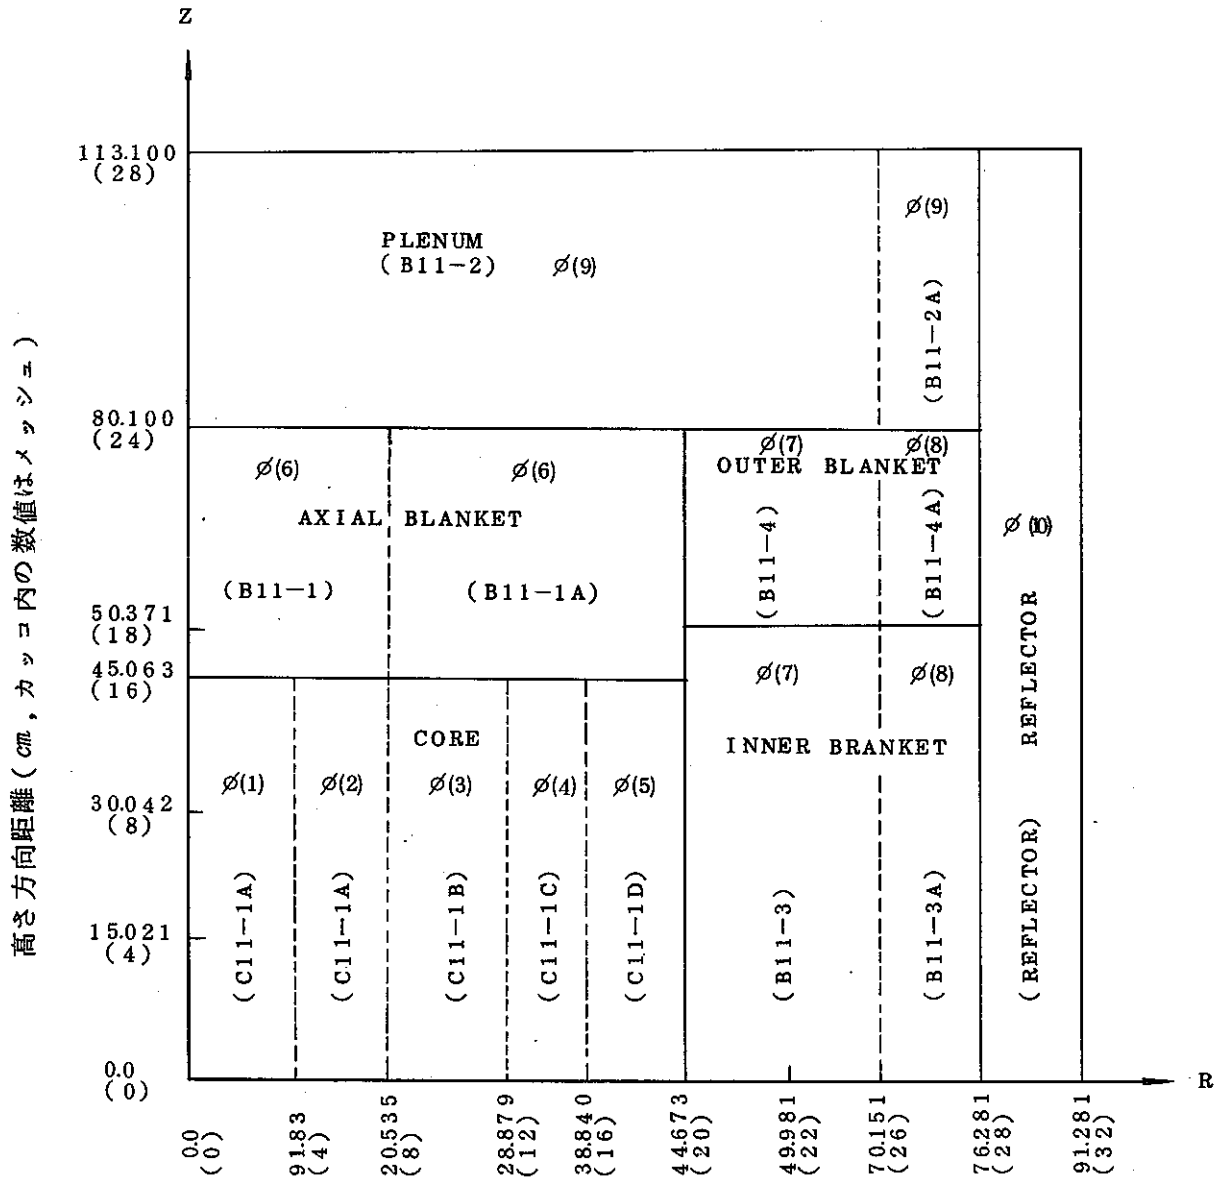 Z
113.100
(28)
∅(9)
PLENUM
(B11-2) ∅(9)
(B11-2A)
80.100
(24)
∅(6) ∅(6) ∅(7) ∅(8)
OUTER BLANKET
AXIAL BLANKET
∅(10)
(B11-4) (B11-4A)
(B11-1) (B11-1A)
50.371
(18)
45.063
(16)
∅(7) ∅(8)
REFLECTOR
CORE
INNER BRANKET
∅(1) ∅(2) ∅(3) ∅(4) ∅(5)
30.042
(8)
(C11-1A) (C11-1A) (C11-1B) (C11-1C) (C11-1D) (B11-3) (B11-3A) (REFLECTOR)
15.021
(4)
0.0
(0)
R
高さ方向距離(cm,カッコ内の数値はメッシュ)
0.0
(0)
91.83
(4)
20.535
(8)
28.879
(12)
38.840
(16)
44.673
(20)
49.981
(22)
70.151
(26)
76.281
(28)
91.281
(32)